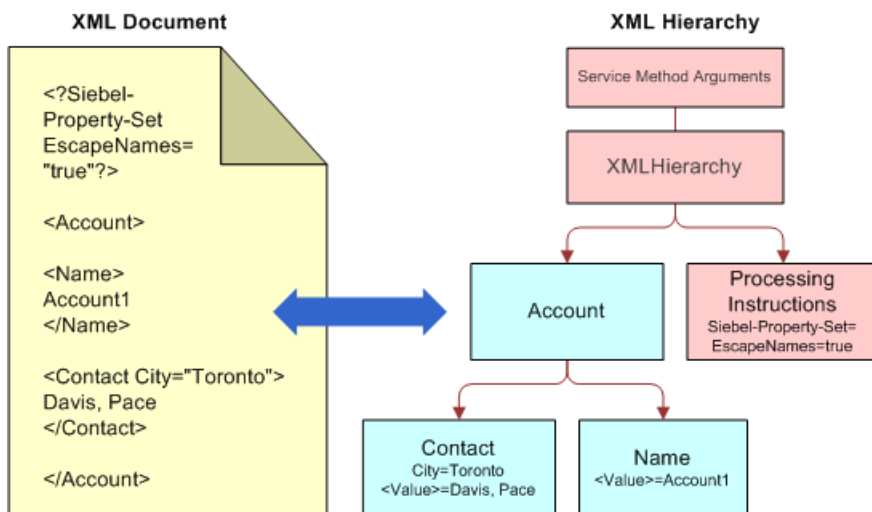 XML Document
<?Siebel-
Property-Set
EscapeNames=
"true"?>
<Account>
<Name>
Account1
</Name>
<Contact City="Toronto">
Davis, Pace
</Contact>
</Account>
XML Hierarchy
Service Method Arguments
XMLHierarchy
Account
Processing
Instructions
Siebel-Property-Set=
EscapeNames=true
Contact
City=Toronto
<Value>=Davis, Pace
Name
<Value>=Account1